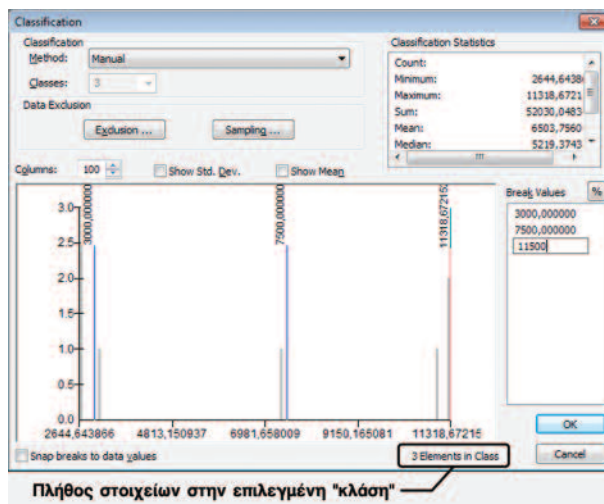 Classification
Classification
Method: Manual
Classes: 3
Data Exclusion
Exclusion ... Sampling ...
Classification Statistics
Count:
Minimum: 2644,6438
Maximum: 11318,6721
Sum: 52030,0483
Mean: 6503,7560
Median: 5219,3743
Columns: 100 Show Std. Dev. Show Mean
Break Values %
3000,000000
7500,000000
11500
3000,000000
7500,000000
11318,672152
3.0
2.5
2.0
1.5
1.0
0.5
0.0
2644,643866 4813,150937 6981,658009 9150,165081 11318,67215
OK
Snap breaks to data values
3 Elements in Class
Cancel
Πλήθος στοιχείων στην επιλεγμένη "κλάση"